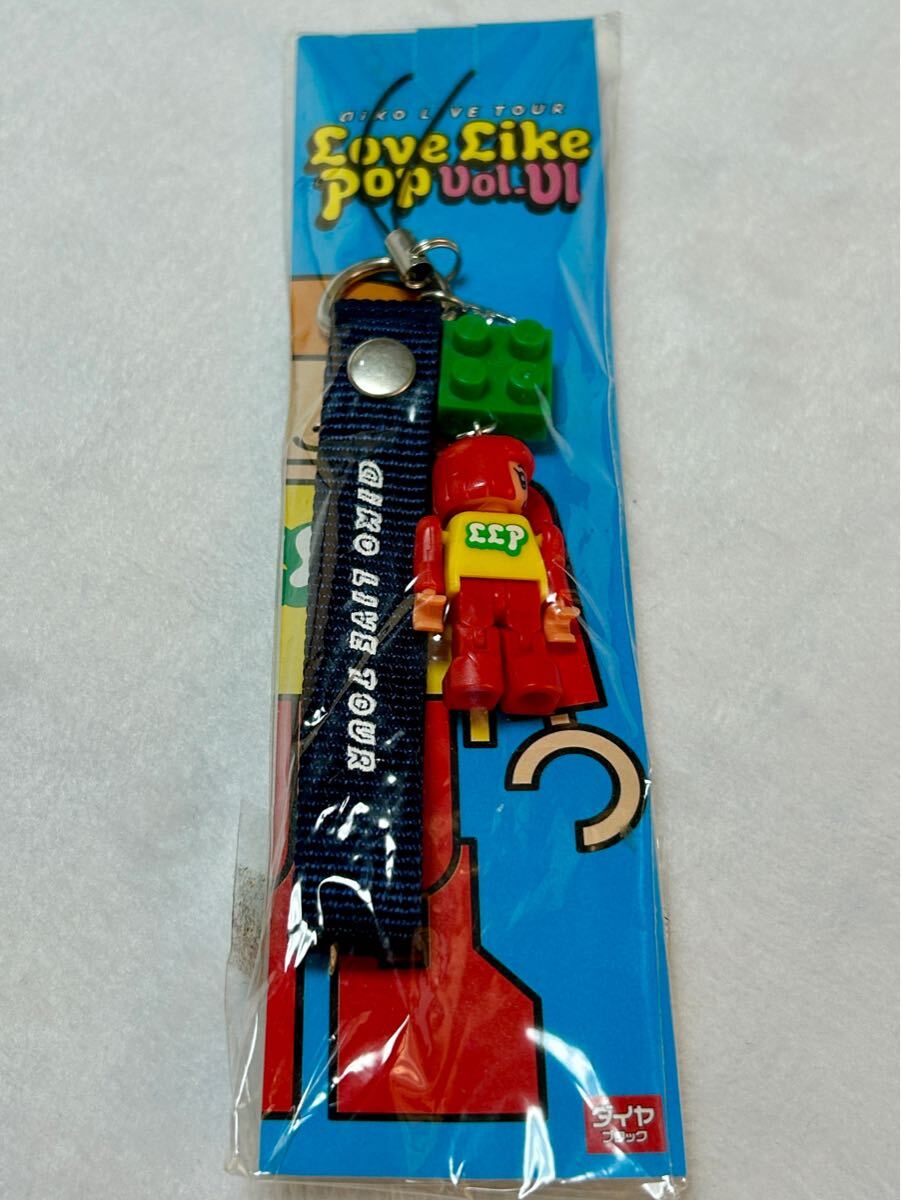 aiko LIVE TOUR
Love Like
Pop Vol.VI
AIKO LIVE TOUR
LLP
ダイヤ
ブロック